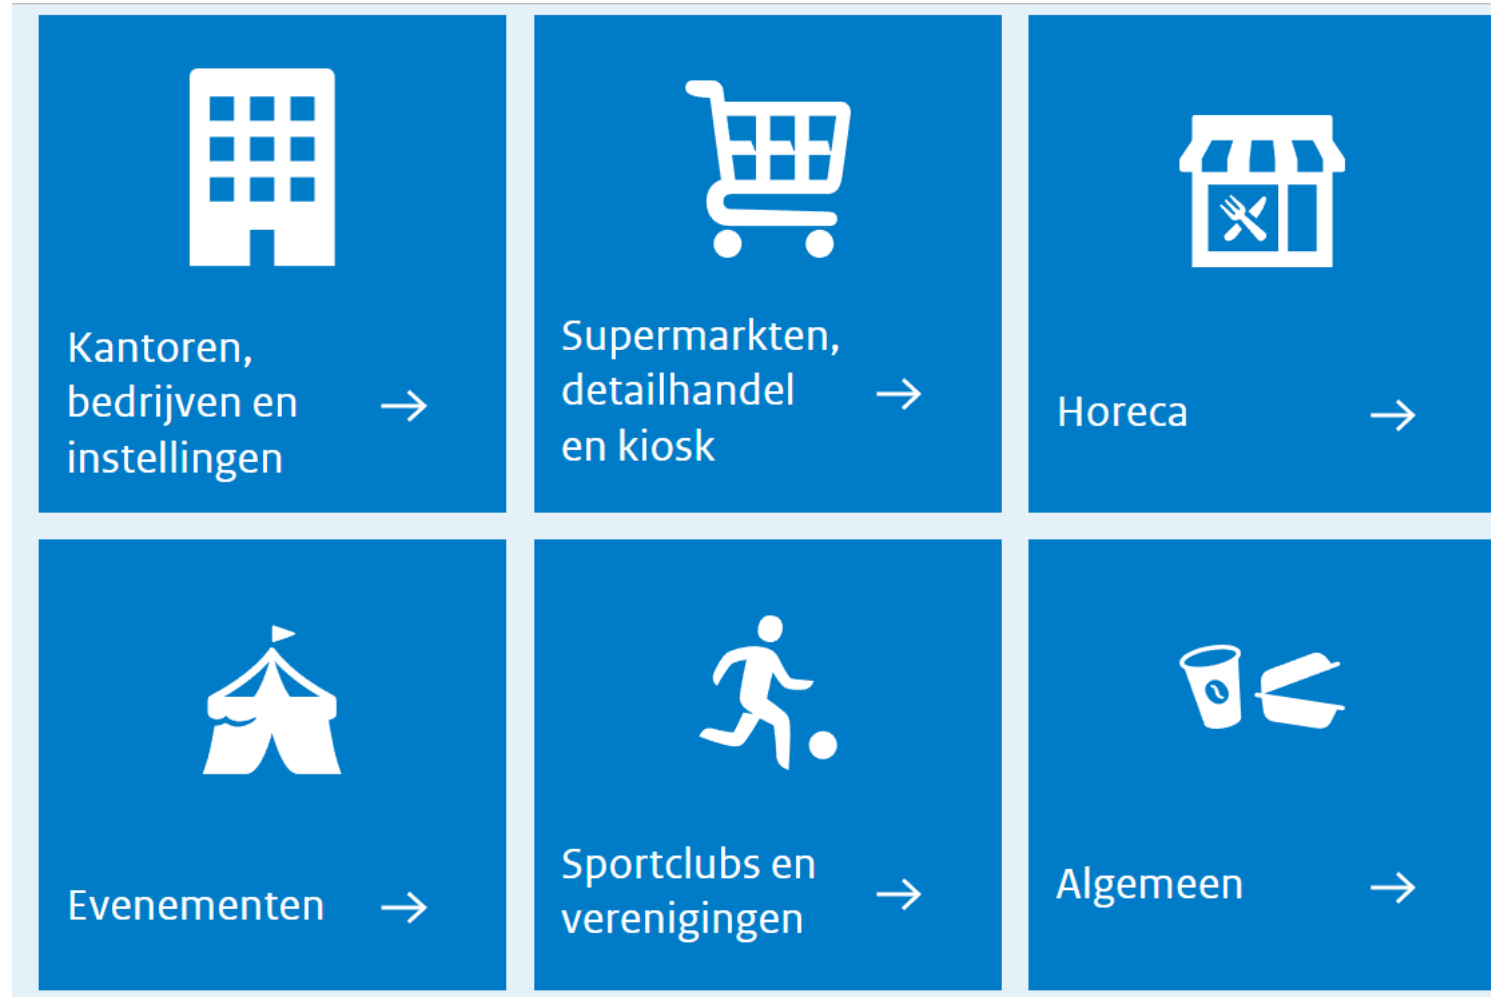 Kantoren,
bedrijven en
instellingen
Supermarkten,
detailhandel
en kiosk
Horeca
Evenementen
Sportclubs en
verenigingen
Algemeen